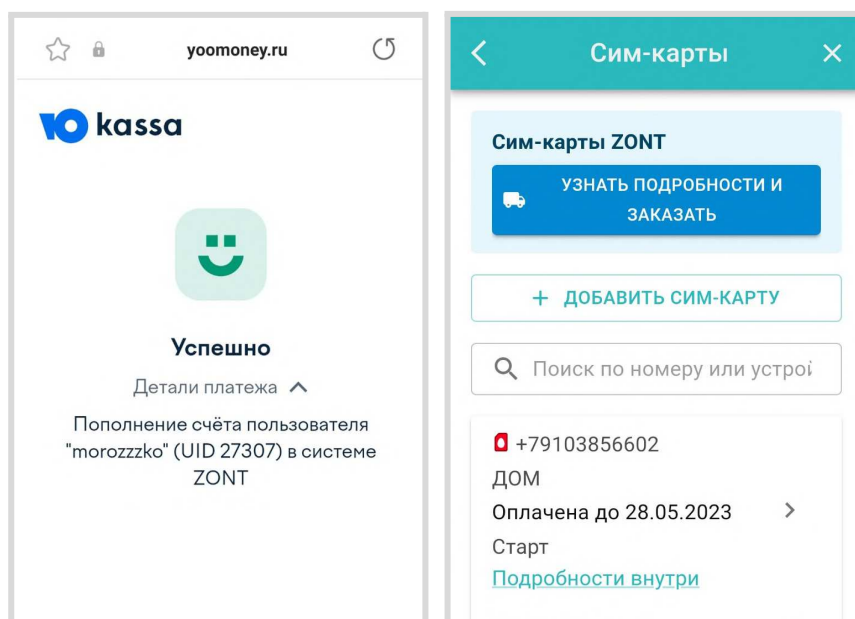 yoomoney.ru
Ю kassa
Успешно
Детали платежа
Пополнение счёта пользователя
"morozzzko" (UID 27307) в системе
ZONT
Сим-карты
Сим-карты ZONT
УЗНАТЬ ПОДРОБНОСТИ И
ЗАКАЗАТЬ
+ ДОБАВИТЬ СИМ-КАРТУ
Поиск по номеру или устрой
+79103856602
ДОМ
Оплачена до 28.05.2023
Старт
Подробности внутри